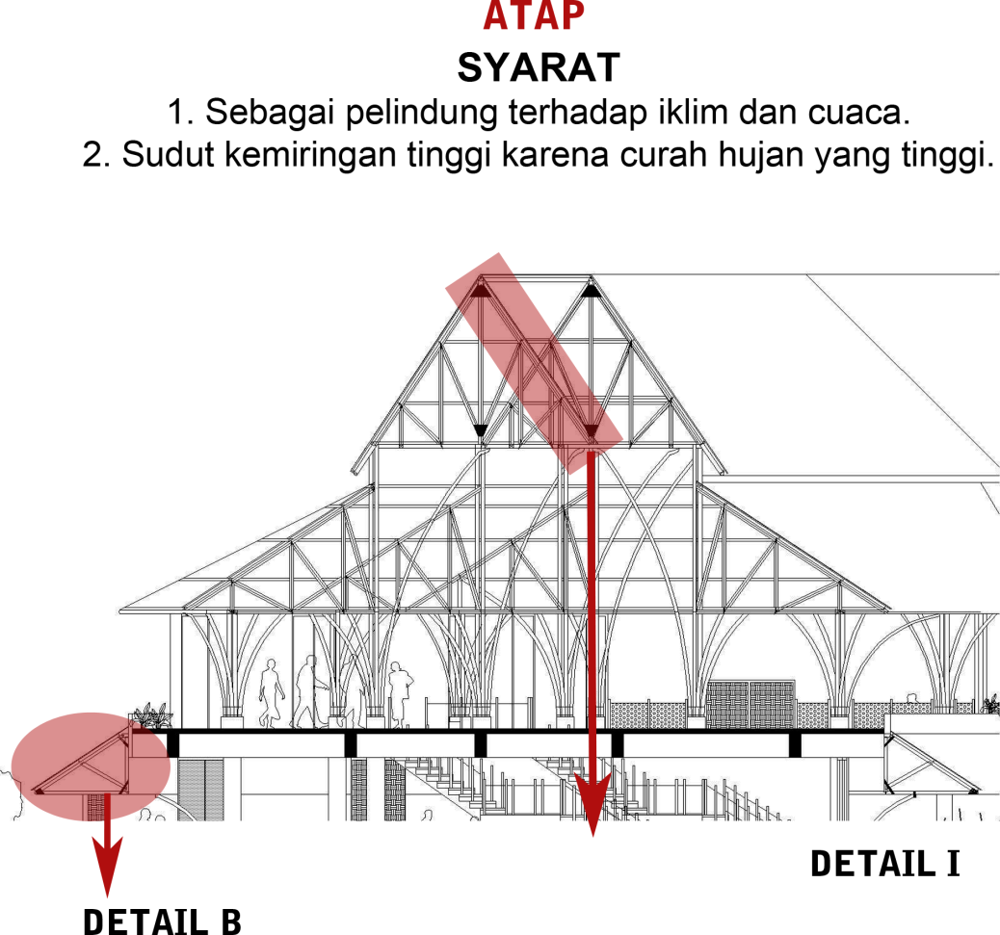 ATAP
SYARAT
1. Sebagai pelindung terhadap iklim dan cuaca.
2. Sudut kemiringan tinggi karena curah hujan yang tinggi.
DETAIL I
DETAIL B